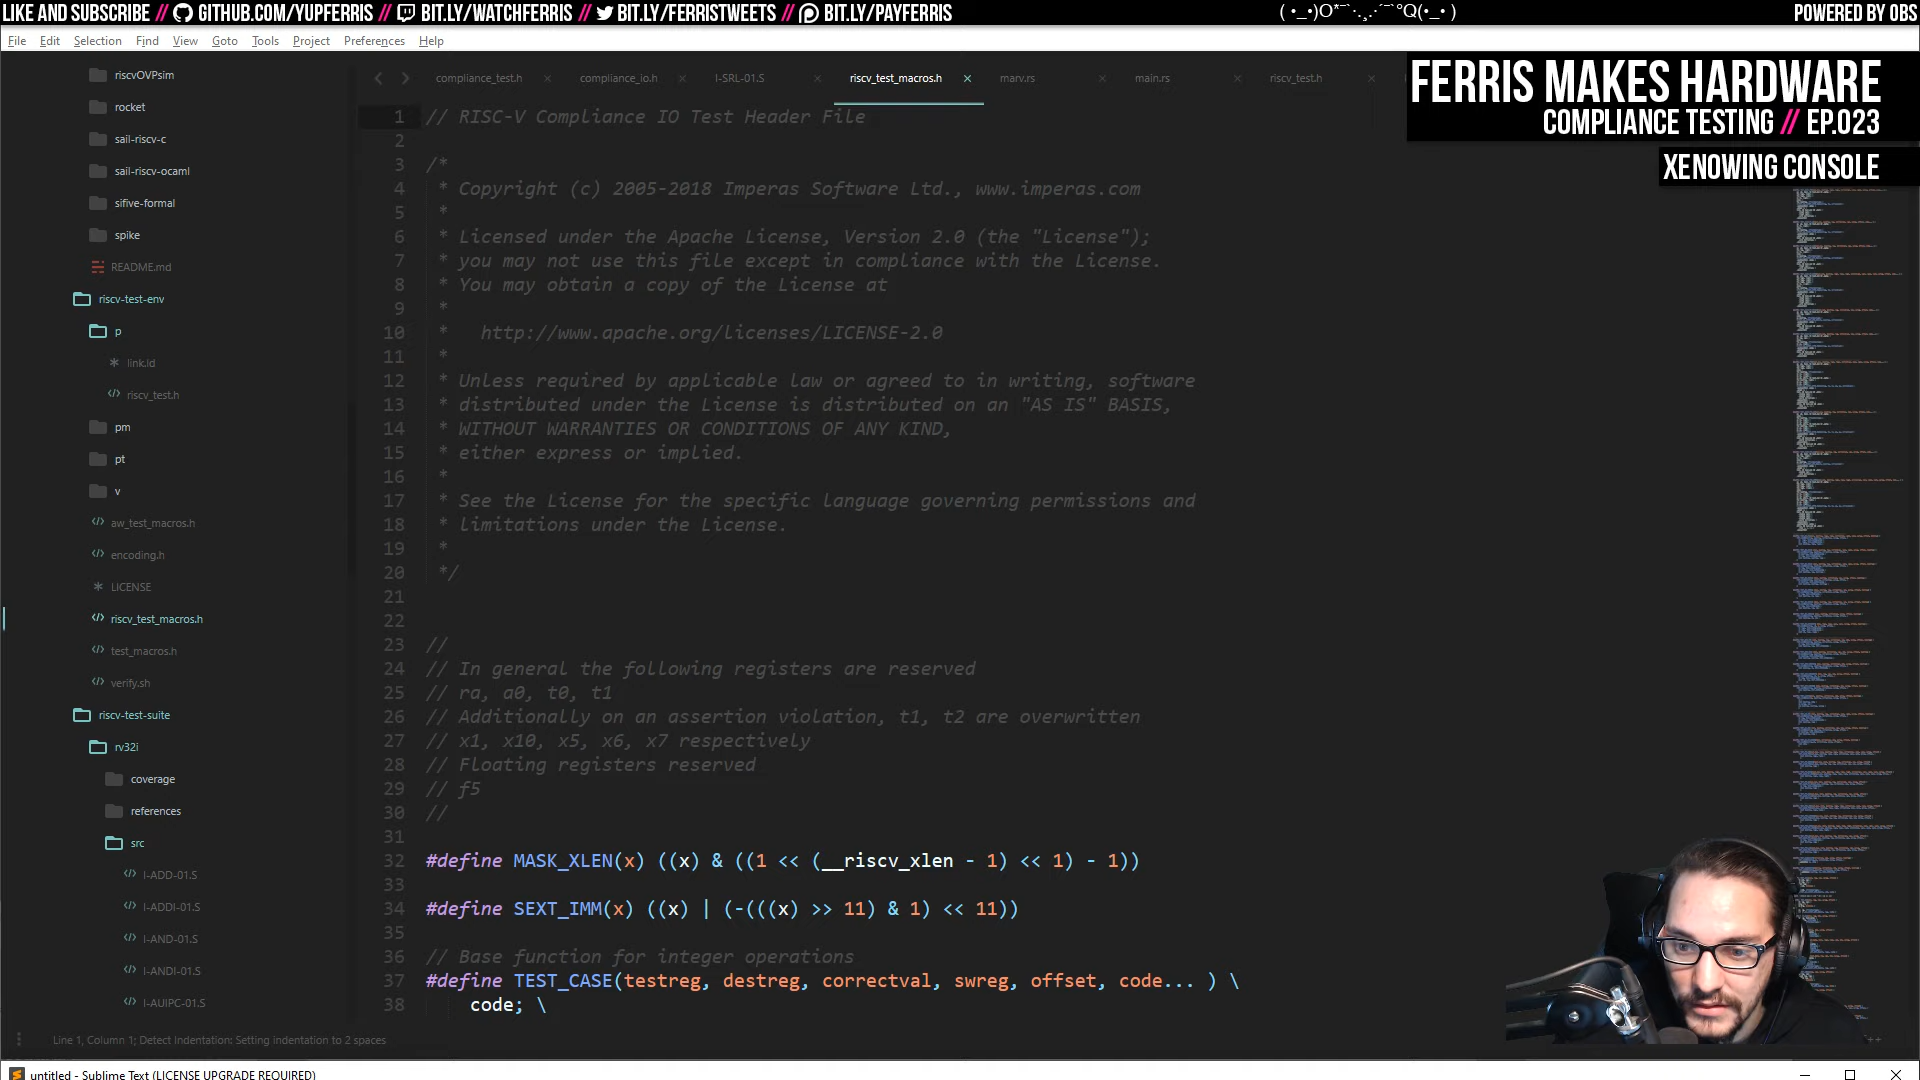 LIKE AND SUBSCRIBE // GITHUB.COM/YUPFERRIS // BIT.LY/WATCHFERRIS // BIT.LY/FERRISTWEETS // BIT.LY/PAYFERRIS
POWERED BY OBS
File Edit Selection Find View Goto Tools Project Preferences Help
FERRIS MAKES HARDWARE
COMPLIANCE TESTING // EP.023
XENOWING CONSOLE
compliance_test.h
compliance_io.h
I-SRL-01.S
riscv_test_macros.h
marv.rs
main.rs
riscv_test.h
riscvOVPsim
rocket
sail-riscv-c
sail-riscv-ocaml
sifive-formal
spike
README.md
riscv-test-env
p
link.ld
riscv_test.h
pm
pt
v
aw_test_macros.h
encoding.h
LICENSE
riscv_test_macros.h
test_macros.h
verify.sh
riscv-test-suite
rv32i
coverage
references
src
I-ADD-01.S
I-ADDI-01.S
I-AND-01.S
I-ANDI-01.S
I-AUIPC-01.S
1 // RISC-V Compliance IO Test Header File
2
3 /*
4 * Copyright (c) 2005-2018 Imperas Software Ltd., www.imperas.com
5 *
6 * Licensed under the Apache License, Version 2.0 (the "License");
7 * you may not use this file except in compliance with the License.
8 * You may obtain a copy of the License at
9 *
10 * http://www.apache.org/licenses/LICENSE-2.0
11 *
12 * Unless required by applicable law or agreed to in writing, software
13 * distributed under the License is distributed on an "AS IS" BASIS,
14 * WITHOUT WARRANTIES OR CONDITIONS OF ANY KIND,
15 * either express or implied.
16 *
17 * See the License for the specific language governing permissions and
18 * limitations under the License.
19 *
20 */
21
22
23 //
24 // In general the following registers are reserved
25 // ra, a0, t0, t1
26 // Additionally on an assertion violation, t1, t2 are overwritten
27 // x1, x10, x5, x6, x7 respectively
28 // Floating registers reserved
29 // f5
30 //
31
32 #define MASK_XLEN(x) ((x) & ((1 << (__riscv_xlen - 1) << 1) - 1))
33
34 #define SEXT_IMM(x) ((x) | (-(((x) >> 11) & 1) << 11))
35
36 // Base function for integer operations
37 #define TEST_CASE(testreg, destreg, correctval, swreg, offset, code... ) \
38 code; \
Line 1, Column 1; Detect Indentation: Setting indentation to 2 spaces
untitled - Sublime Text (LICENSE UPGRADE REQUIRED)